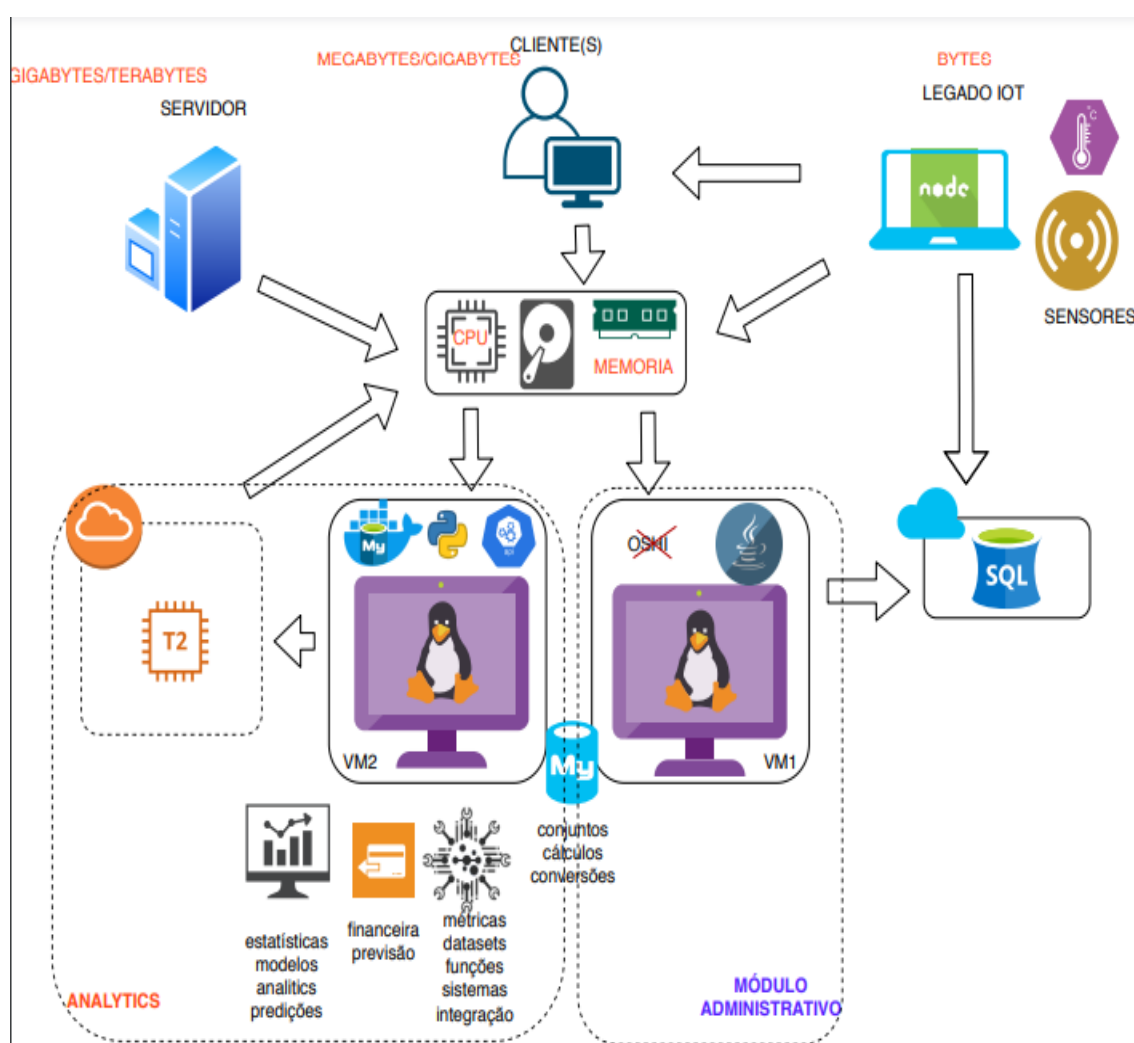 CLIENTE(S)
MEGABYTES/GIGABYTES
BYTES
GIGABYTES/TERABYTES
LEGADO IOT
SERVIDOR
°C
node
SENSORES
CPU
MEMORIA
My
OSHI
SQL
T2
VM2
My
VM1
conjuntos
cálculos
conversões
financeira
previsão
métricas
datasets
funções
sistemas
integração
estatísticas
modelos
analitics
predições
ANALYTICS
MÓDULO
ADMINISTRATIVO